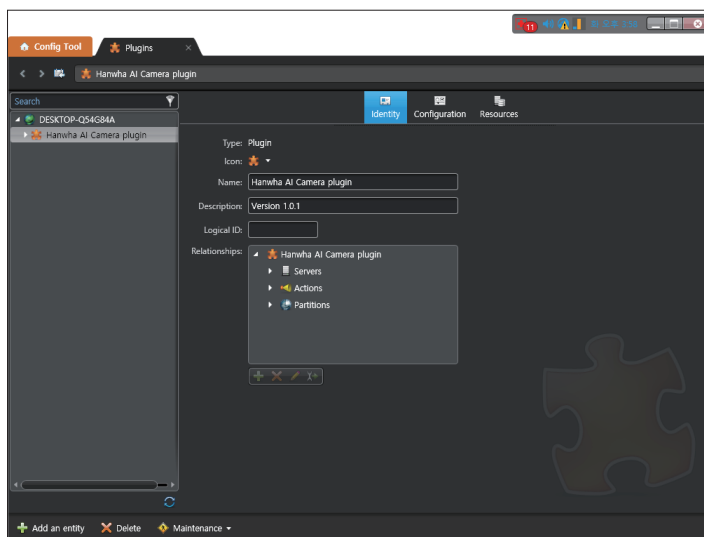 11
Config Tool
Plugins
Hanwha AI Camera plugin
Search
DESKTOP-Q54G84A
Hanwha AI Camera plugin
Identity Configuration Resources
Type: Plugin
Icon:
Name: Hanwha AI Camera plugin
Description: Version 1.0.1
Logical ID:
Relationships: Hanwha AI Camera plugin
Servers
Actions
Partitions
Add an entity Delete Maintenance